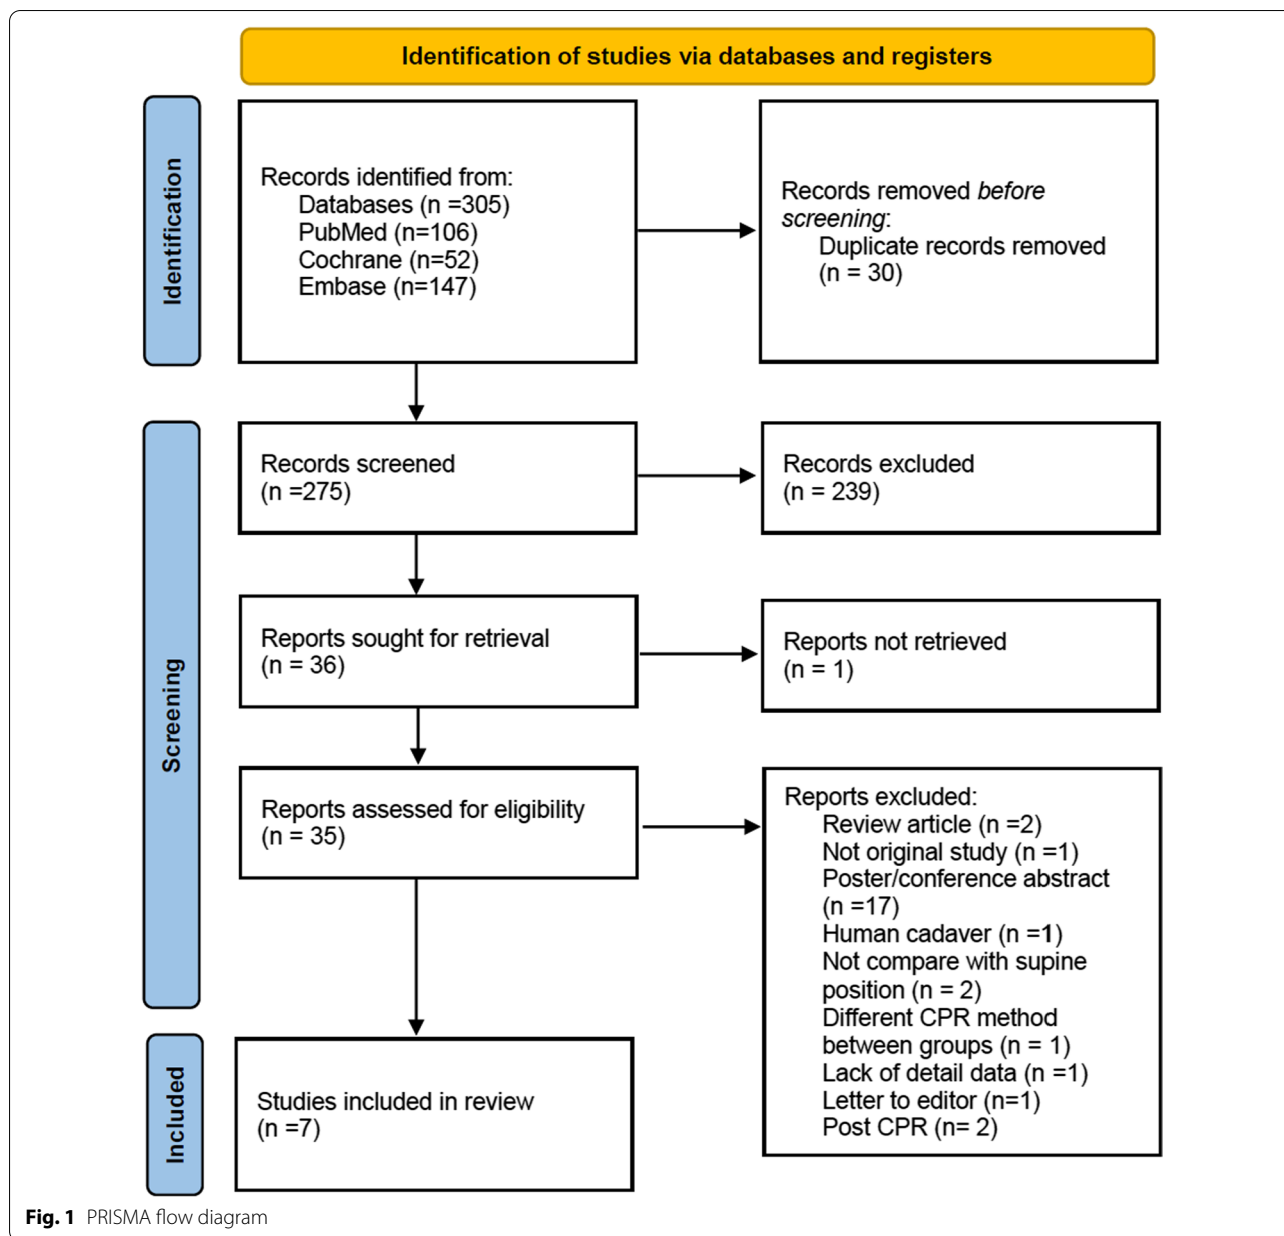 Identification of studies via databases and registers
Identification
Records identified from:
Databases (n =305)
PubMed (n=106)
Cochrane (n=52)
Embase (n=147)
Records removed before
screening:
Duplicate records removed
(n = 30)
Screening
Records screened
(n =275)
Records excluded
(n = 239)
Reports sought for retrieval
(n = 36)
Reports not retrieved
(n = 1)
Reports assessed for eligibility
(n = 35)
Reports excluded:
Review article (n =2)
Not original study (n =1)
Poster/conference abstract
(n =17)
Human cadaver (n =1)
Not compare with supine
position (n = 2)
Different CPR method
between groups (n = 1)
Lack of detail data (n =1)
Letter to editor (n=1)
Post CPR (n= 2)
Included
Studies included in review
(n =7)
Fig. 1 PRISMA flow diagram